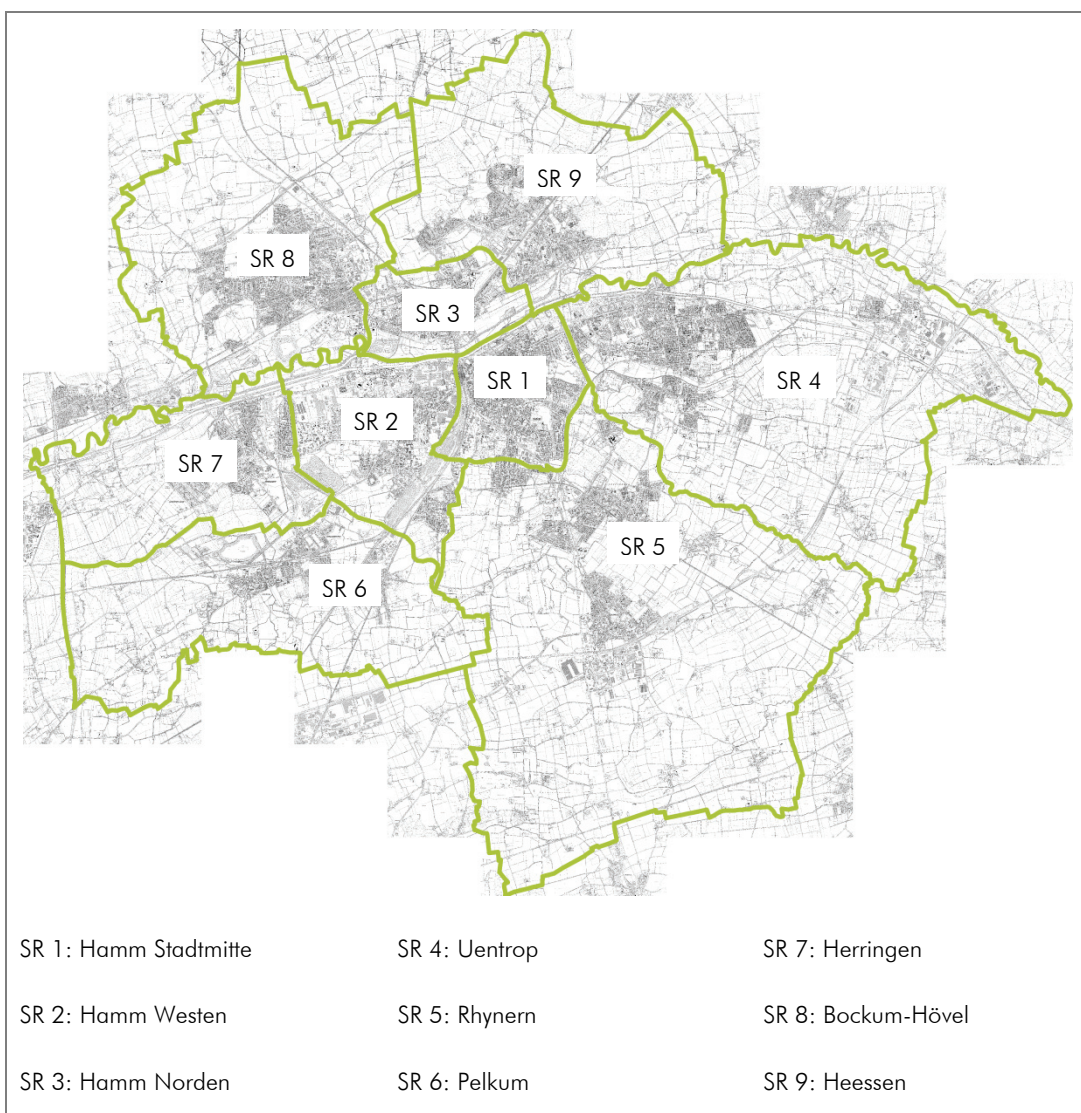 SR 9
SR 8
SR 3
SR 1
SR 4
SR 2
SR 7
SR 5
SR 6
SR 1: Hamm Stadtmitte
SR 4: Uentrop
SR 7: Herringen
SR 2: Hamm Westen
SR 5: Rhynern
SR 8: Bockum-Hövel
SR 3: Hamm Norden
SR 6: Pelkum
SR 9: Heessen